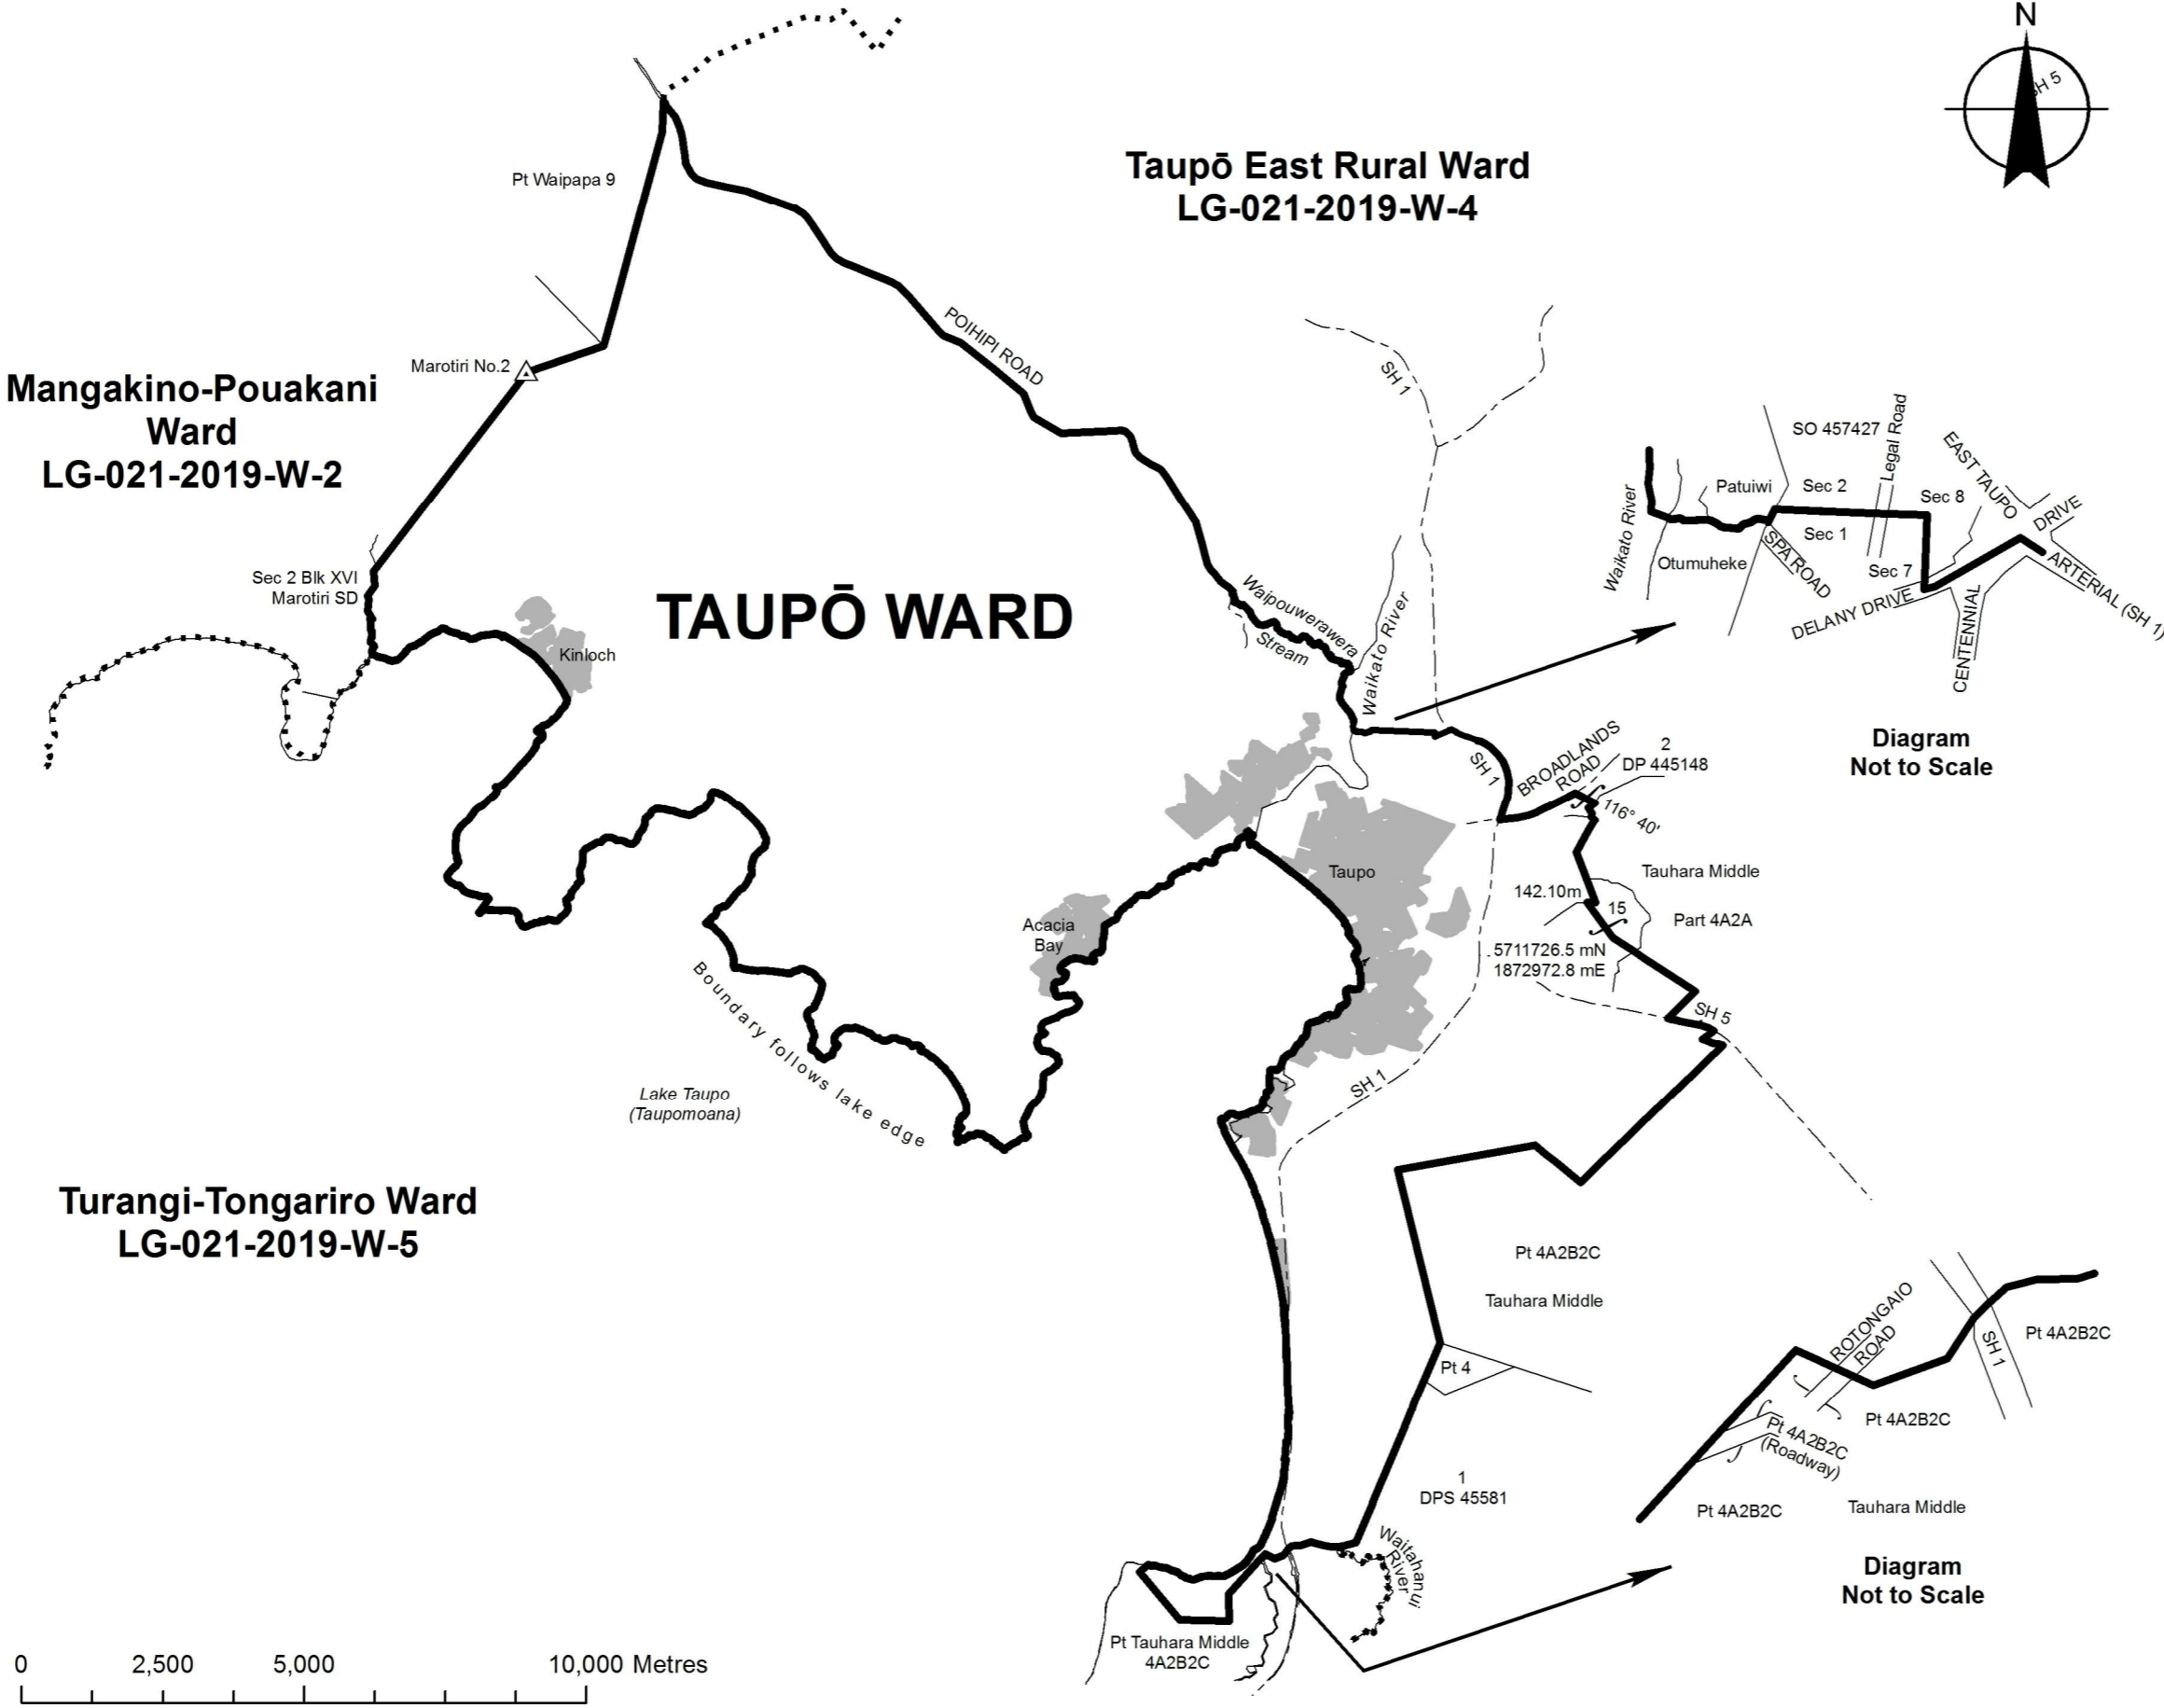 N
SH 5
Taupō East Rural Ward
LG-021-2019-W-4
Pt Waipapa 9
POIHIPI ROAD
Marotiri No.2
Mangakino-Pouakani
Ward
LG-021-2019-W-2
SH 1
SO 457427
Legal Road
EAST TAUPO
DRIVE
ARTERIAL (SH 1)
Patuiwi
Sec 2
Sec 8
Waikato River
Otumuheke
SPA ROAD
Sec 1
Sec 7
DELANY DRIVE
CENTENNIAL
Diagram
Not to Scale
Sec 2 Blk XVI
Marotiri SD
Kinloch
TAUPŌ WARD
Waipouwerawera
Stream
Waikato River
SH 1
BROADLANDS
ROAD
2
DP 445148
116° 40'
Taupo
Tauhara Middle
142.10m
15
Part 4A2A
5711726.5 mN
1872972.8 mE
Acacia
Bay
SH 5
SH 1
Boundary follows lake edge
Lake Taupo
(Taupomoana)
Turangi-Tongariro Ward
LG-021-2019-W-5
Pt 4A2B2C
Tauhara Middle
Pt 4
1
DPS 45581
Waitahanui
River
Pt Tauhara Middle
4A2B2C
ROTONGAIO
ROAD
SH 1
Pt 4A2B2C
Pt 4A2B2C
Pt 4A2B2C
(Roadway)
Pt 4A2B2C
Tauhara Middle
Diagram
Not to Scale
0 2,500 5,000 10,000 Metres